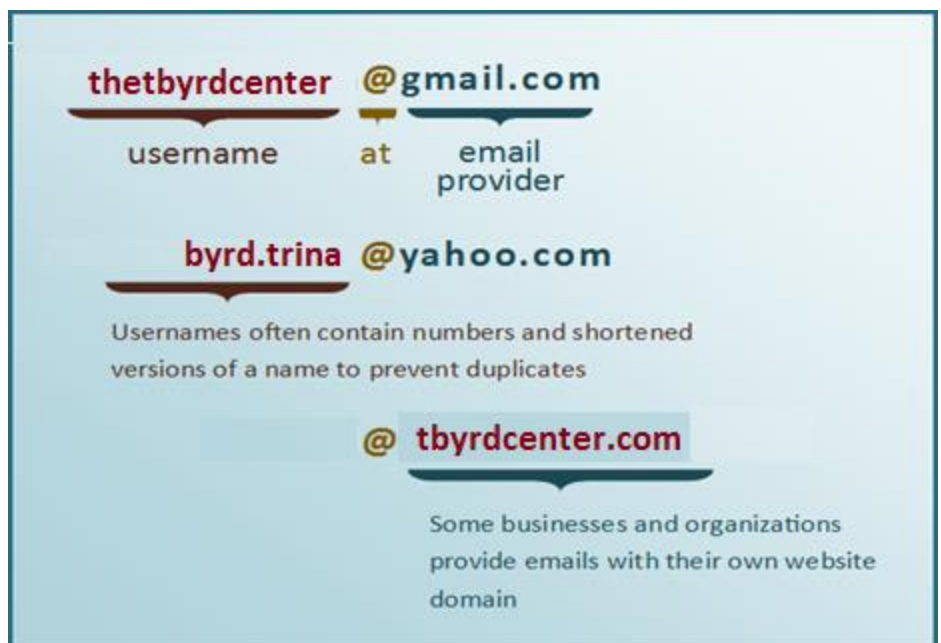 thetbyrdcenter @gmail.com
username at email provider
byrd.trina @yahoo.com
Usernames often contain numbers and shortened
versions of a name to prevent duplicates
@ tbyrdcenter.com
Some businesses and organizations
provide emails with their own website
domain